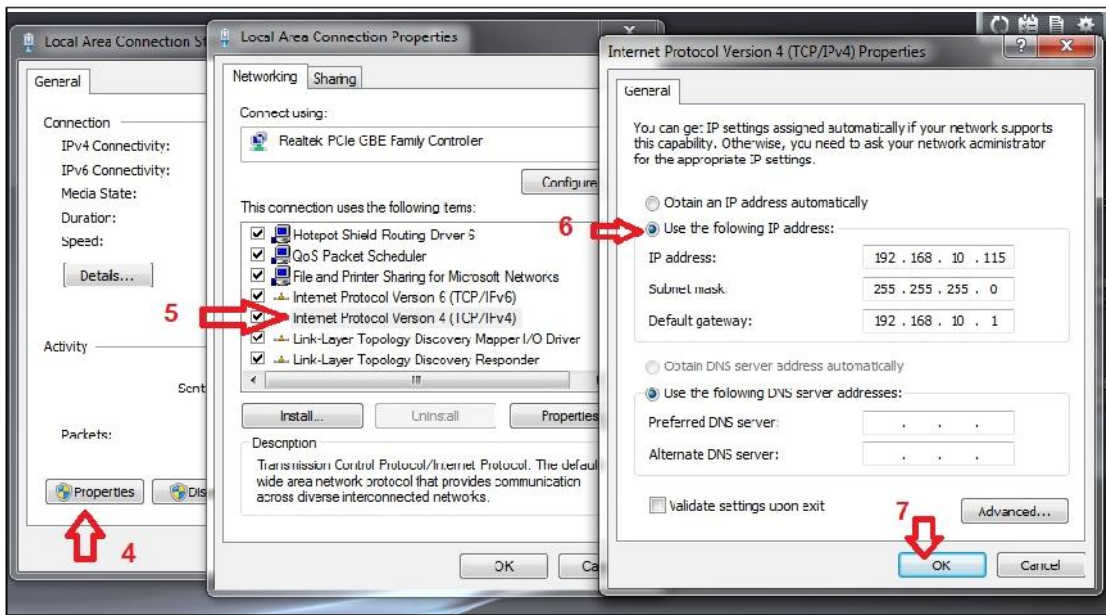 Local Area Connection St
General
Connection
IPv4 Connectivity:
IPv6 Connectivity:
Media State:
Duration:
Speed:
Details...
Activity
Sent
Packets:
Properties
Dis
4
Local Area Connection Properties
Networking Sharing
Connect using:
Realtek PCIe GBE Family Controller
Configure
This connection uses the following items:
Hotspot Shield Routing Driver 6
QoS Packet Scheduler
File and Printer Sharing for Microsoft Networks
Internet Protocol Version 6 (TCP/IPv6)
5
Internet Protocol Version 4 (TCP/IPv4)
Link-Layer Topology Discovery Mapper I/O Driver
Link-Layer Topology Discovery Responder
Install... Uninstall Properties
Description
Transmission Control Protocol/Internet Protocol. The defaul
wide area network protocol that provides communication
across diverse interconnected networks.
OK Ca
Internet Protocol Version 4 (TCP/IPv4) Properties
General
You can get IP settings assigned automatically if your network supports
this capability. Otherwise, you need to ask your network administrator
for the appropriate IP settings.
Obtain an IP address automatically
6
Use the following IP address:
IP address: 192 . 168 . 10 . 115
Subnet mask: 255 . 255 . 255 . 0
Default gateway: 192 . 168 . 10 . 1
Obtain DNS server address automatically
Use the following DNS server addresses:
Preferred DNS server: . . .
Alternate DNS server: . . .
Validate settings upon exit
7
Advanced...
OK Cancel